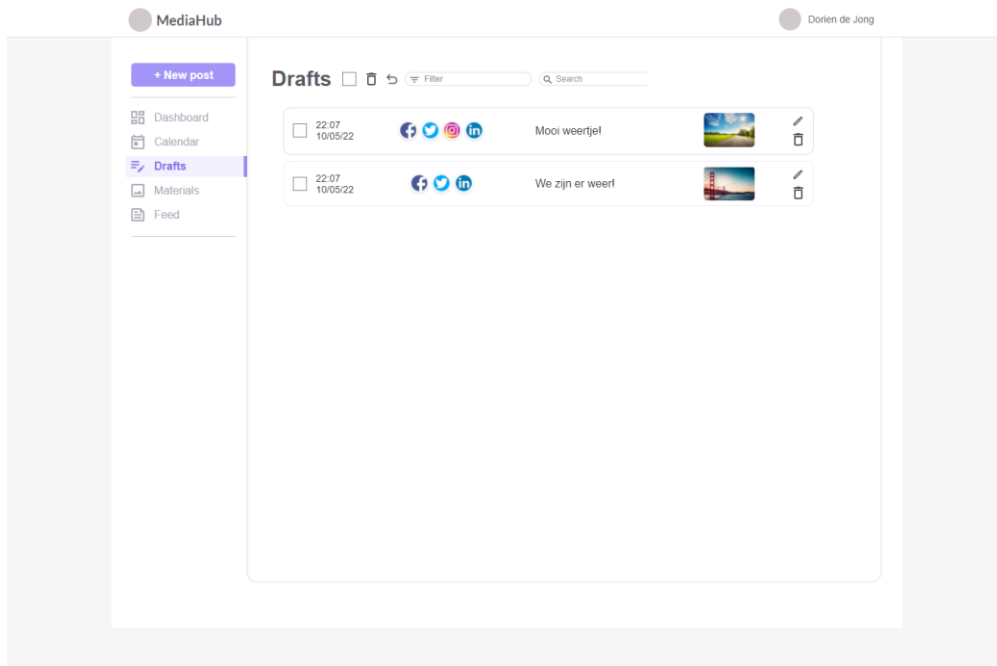 MediaHub
Dorien de Jong
+ New post
Dashboard
Calendar
Drafts
Materials
Feed
Drafts
Filter
Search
22:07
10/05/22
Mooi weertje!
22:07
10/05/22
We zijn er weer!